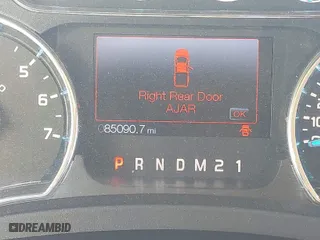 Right Rear Door
AJAR
OK
85090.7 mi
P R N D M 2 1
5
6
7
DREAMBID